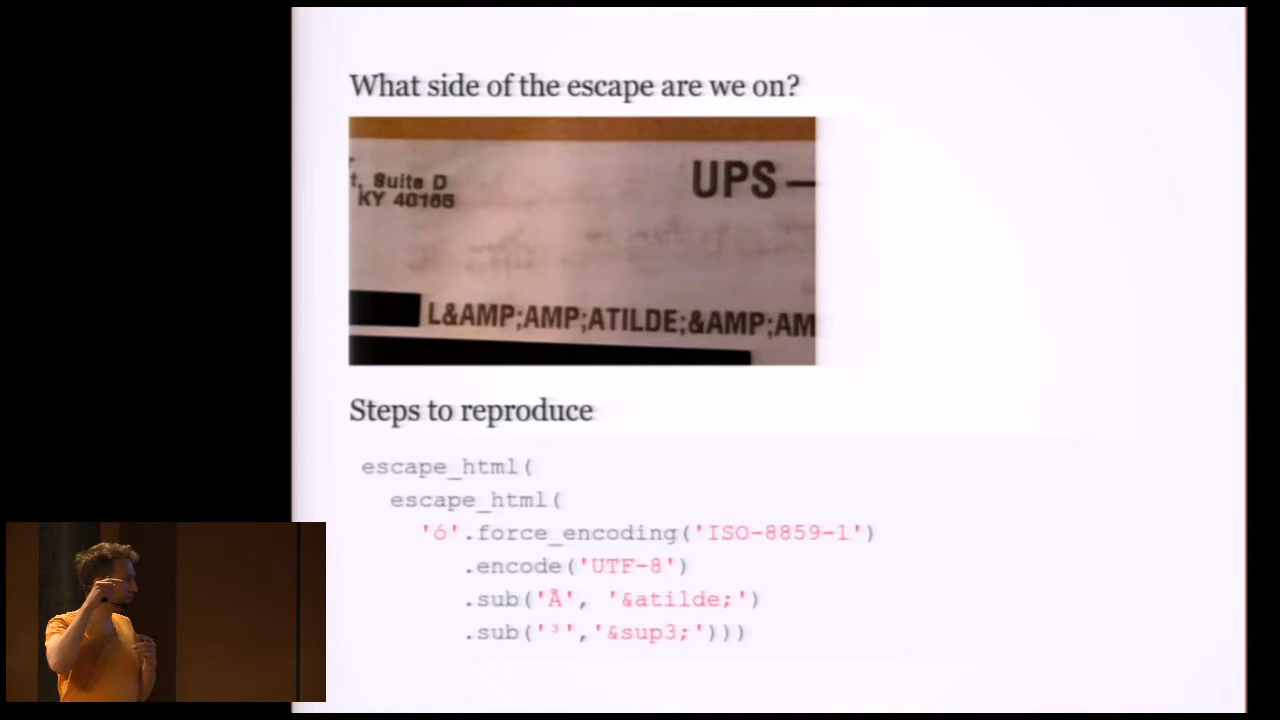 What side of the escape are we on?
t, Suite D
KY 40165
UPS —
L&AMP;AMP;ATILDE;&AMP;AM
Steps to reproduce
escape_html(
escape_html(
'ó'.force_encoding('ISO-8859-1')
.encode('UTF-8')
.sub('Ã', '&atilde;')
.sub('³','&sup3;')))